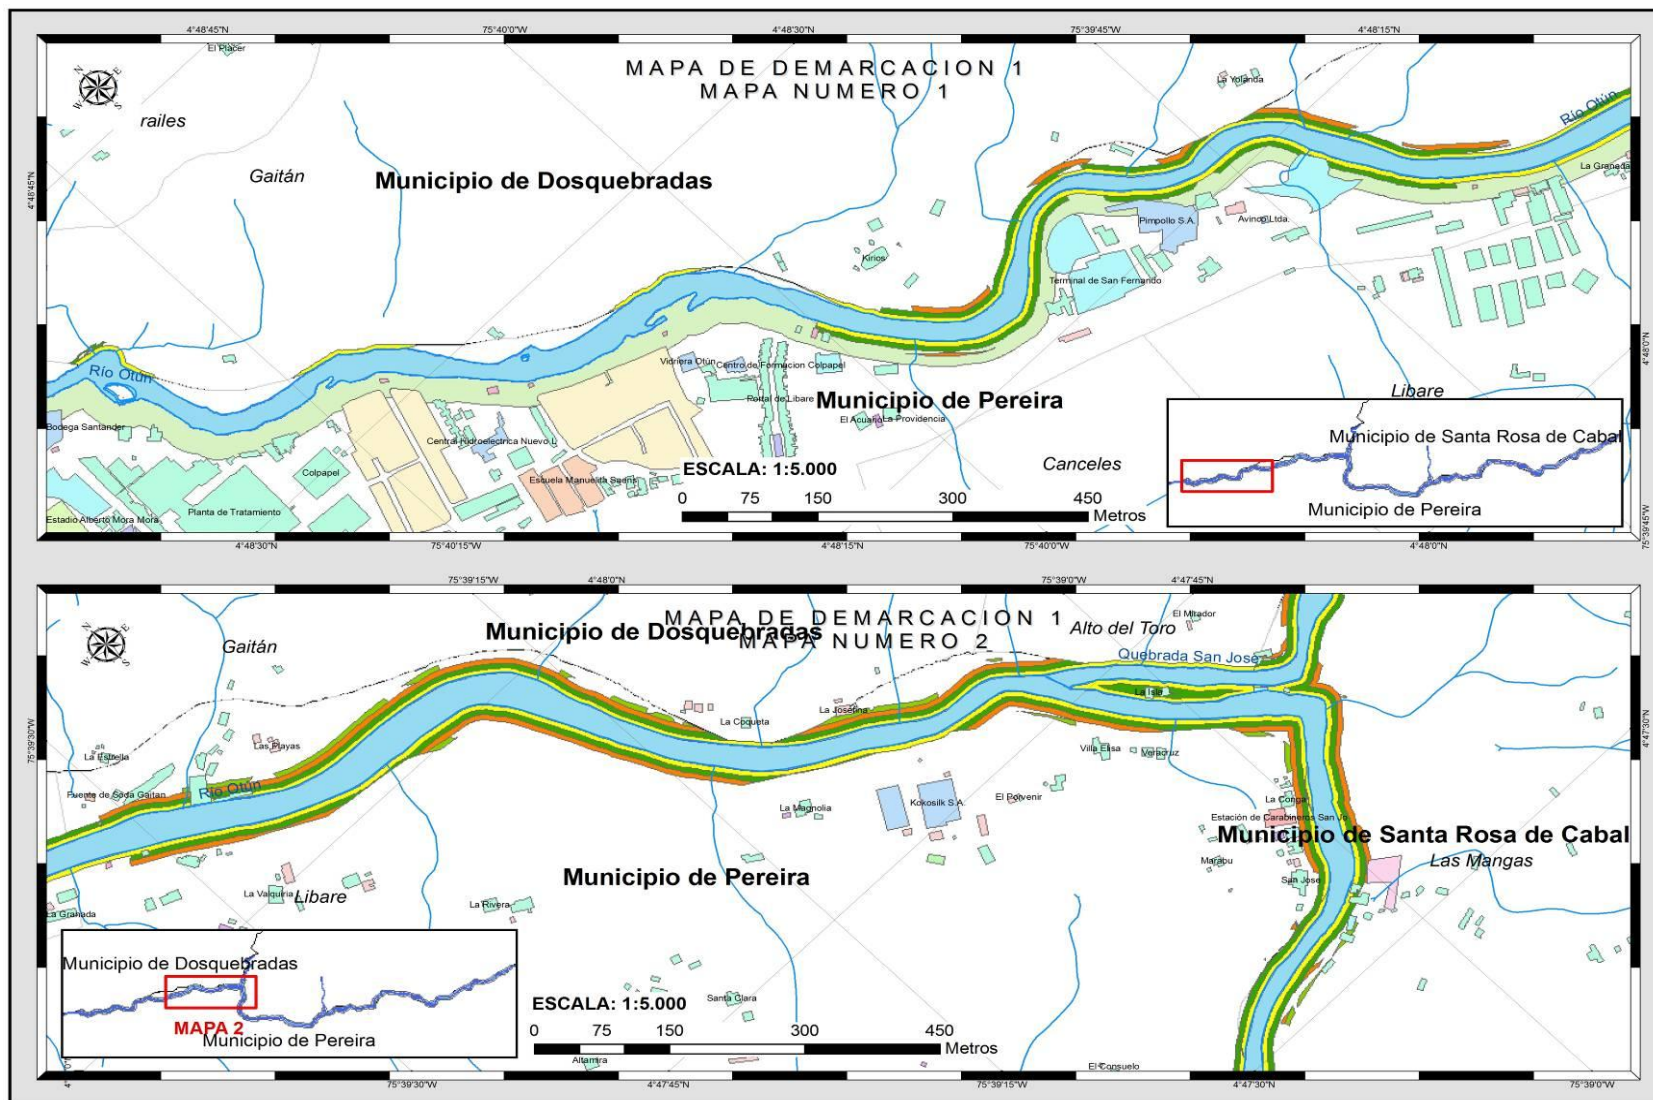 4°48'45"N
75°40'0"W
4°48'30"N
75°39'45"W
4°48'15"N
El Placer
N
E
W
S
MAPA DE DEMARCACION 1
MAPA NUMERO 1
La Yolanda
Río Otún
railes
Gaitán
Municipio de Dosquebradas
4°48'45"N
La Granada
Pimpollo S.A.
Avinco Ltda.
Kirios
Terminal de San Fernando
4°48'0"N
Río Otún
Vidriera Otún
Centro de Formacion Colpapel
Portal de Libare
Municipio de Pereira
Libare
El Acuario
La Providencia
Bodega Santander
Central Hidroelectrica Nuevo L
Municipio de Santa Rosa de Cabal
Colpapel
ESCALA: 1:5.000
Canceles
Escuela Manuelita Saens
0 75 150 300 450
Metros
Municipio de Pereira
Planta de Tratamiento
Estadio Alberto Mora Mora
75°39'45"W
4°48'30"N
75°40'15"W
4°48'15"N
75°40'0"W
4°48'0"N
75°39'15"W
4°48'0"N
75°39'0"W
4°47'45"N
N
E
W
S
MAPA DE DEMARCACION 1
Municipio de Dosquebradas
MAPA NUMERO 2
El Mirador
Alto del Toro
Gaitán
Quebrada San José
La Isla
La Josefina
La Coqueta
75°39'30"W
4°47'30"N
Las Playas
La Estrella
Villa Elisa
Veracruz
Fuente de Soda Gaitan
Río Otún
La Magnolia
Kokosilk S.A.
El Porvenir
La Conga
Estación de Carabineros San Jo
Municipio de Santa Rosa de Cabal
Marabu
Las Mangas
Municipio de Pereira
San Jose
La Valquiria
Libare
La Rivera
La Granada
Municipio de Dosquebradas
MAPA 2
Municipio de Pereira
Santa Clara
ESCALA: 1:5.000
0 75 150 300 450
Metros
Altamira
El Consuelo
75°39'30"W
4°47'45"N
75°39'15"W
4°47'30"N
75°39'0"W